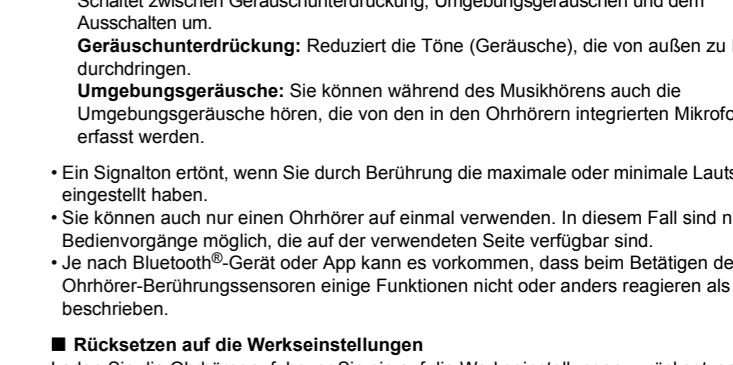 Schaltet zwischen Geräuschunterdrückung, Umgebungsgeräuschen und dem
Ausschalten um.
Geräuschunterdrückung: Reduziert die Töne (Geräusche), die von außen zu
durchdringen.
Umgebungsgeräusche: Sie können während des Musikhörens auch die
Umgebungsgeräusche hören, die von den in den Ohrhörern integrierten Mikrofo
erfasst werden.
• Ein Signalton ertönt, wenn Sie durch Berührung die maximale oder minimale Lauts
eingestellt haben.
• Sie können auch nur einen Ohrhörer auf einmal verwenden. In diesem Fall sind n
Bedienvorgänge möglich, die auf der verwendeten Seite verfügbar sind.
• Je nach Bluetooth®-Gerät oder App kann es vorkommen, dass beim Betätigen de
Ohrhörer-Berührungssensoren einige Funktionen nicht oder anders reagieren als
beschrieben.
■ Rücksetzen auf die Werkseinstellungen